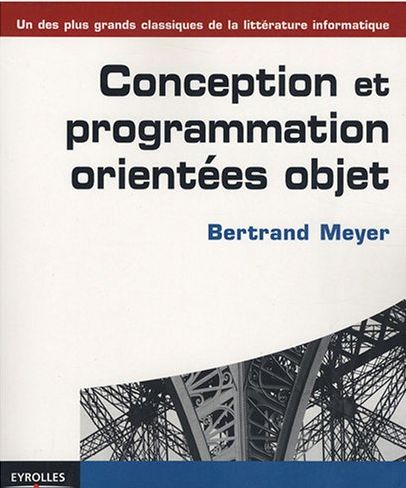 Un des plus grands classiques de la littérature informatique
Conception et
programmation
orientées objet
Bertrand Meyer
EYROLLES